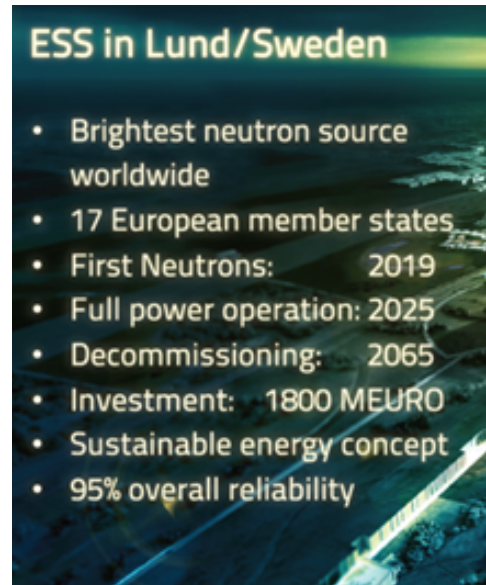 ESS in Lund/Sweden
• Brightest neutron source
worldwide
• 17 European member states
• First Neutrons: 2019
• Full power operation: 2025
• Decommissioning: 2065
• Investment: 1800 MEURO
• Sustainable energy concept
• 95% overall reliability